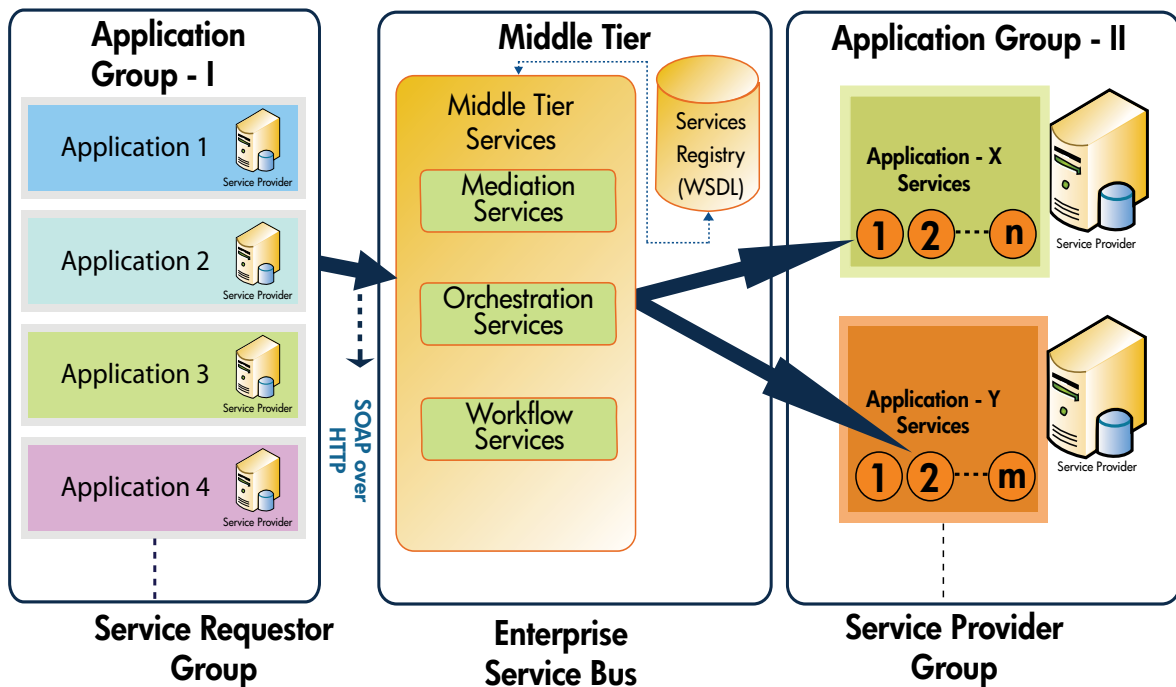 Application
Group - I
Application 1
Service Provider
Application 2
Service Provider
Application 3
Service Provider
Application 4
Service Provider
Service Requestor
Group
SOAP over
HTTP
Middle Tier
Middle Tier
Services
Mediation
Services
Orchestration
Services
Workflow
Services
Services
Registry
(WSDL)
Enterprise
Service Bus
Application Group - II
Application - X
Services
1 2 n
Service Provider
Application - Y
Services
1 2 m
Service Provider
Service Provider
Group